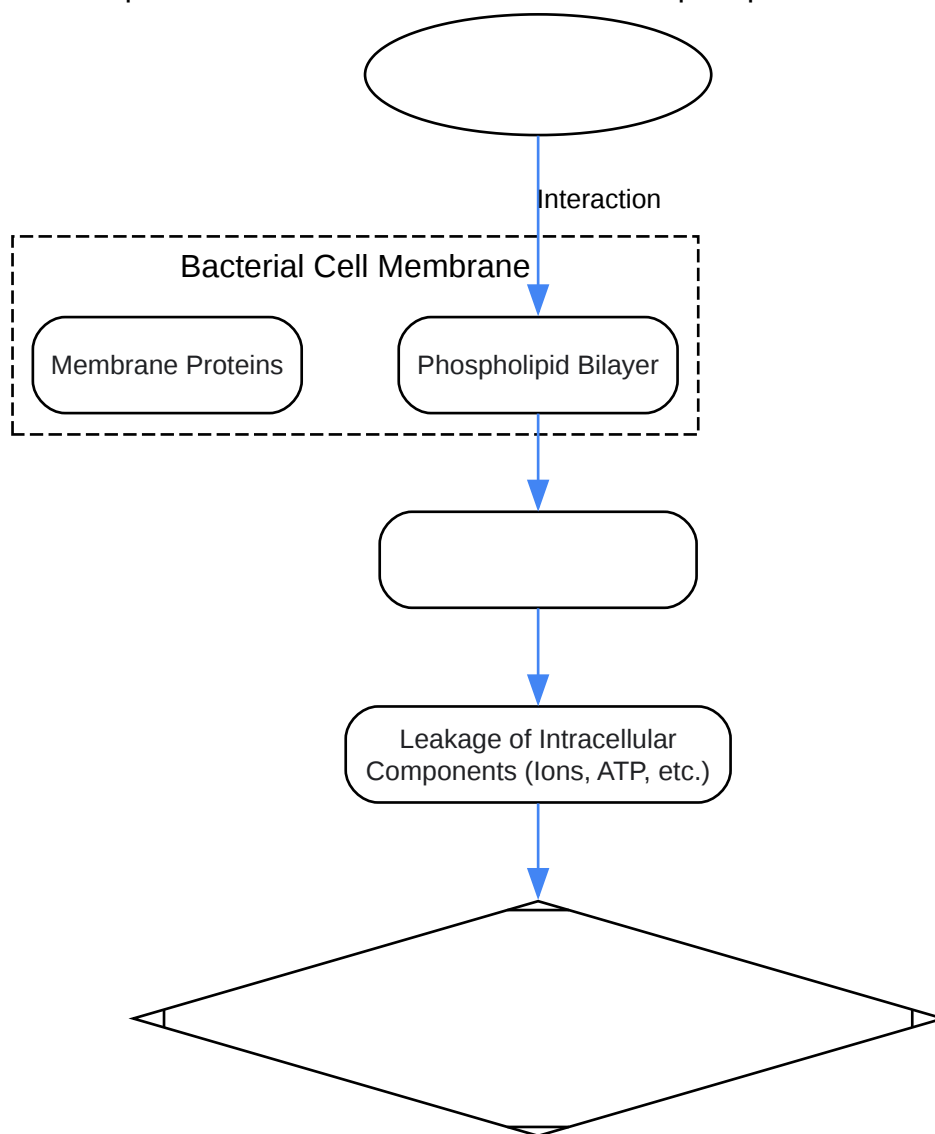 Interaction
Bacterial Cell Membrane
Membrane Proteins
Phospholipid Bilayer
Leakage of Intracellular
Components (Ions, ATP, etc.)